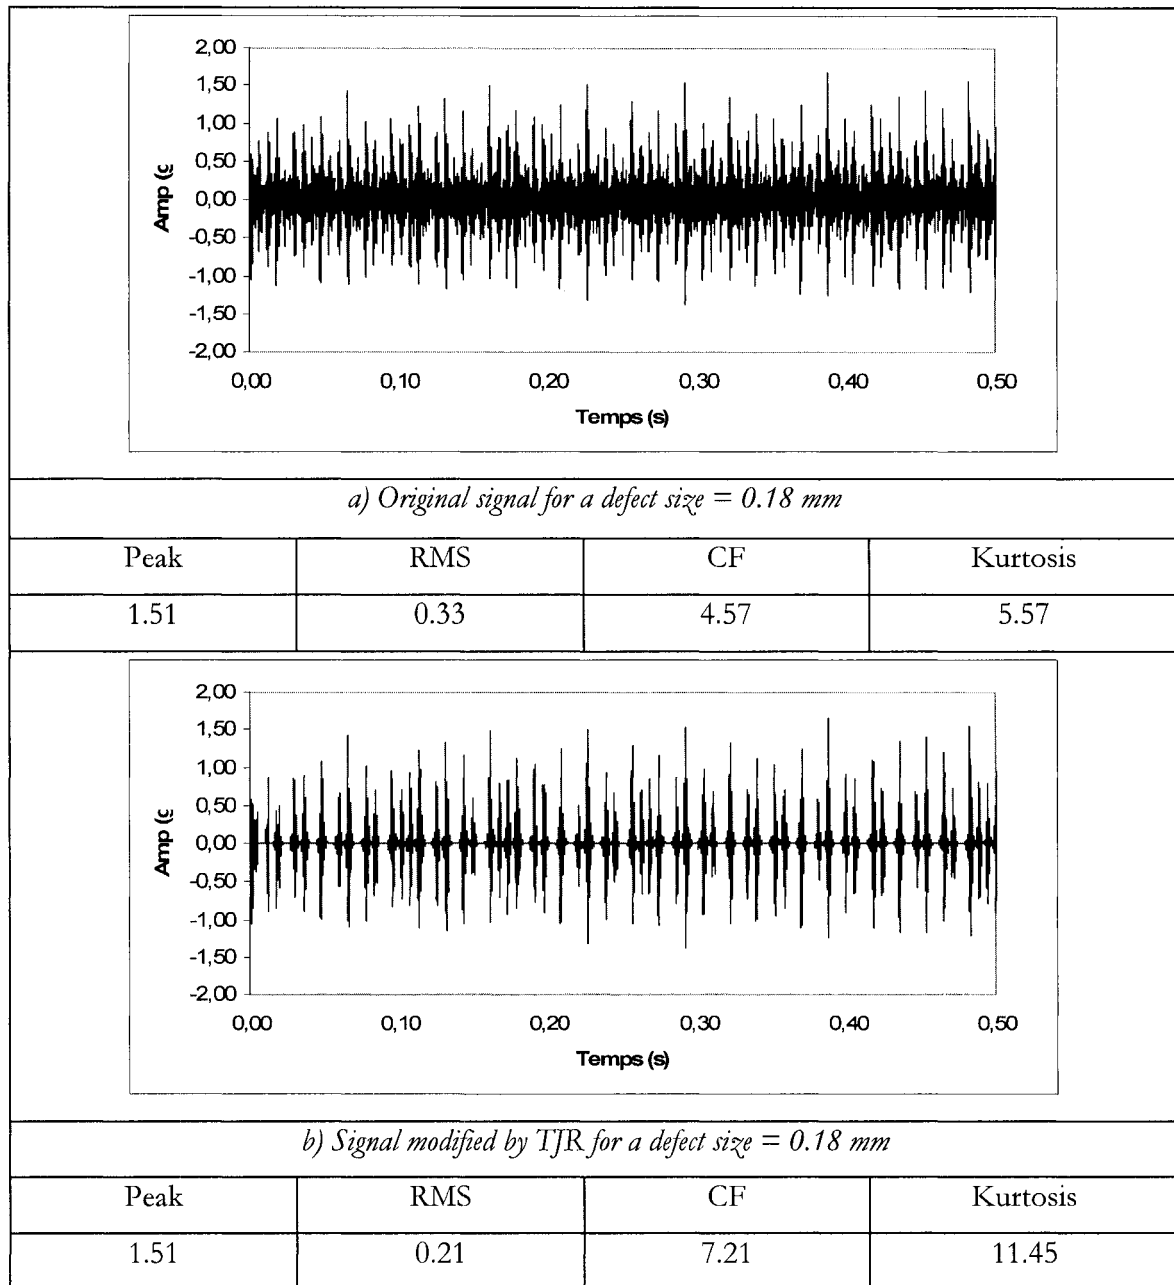 2,00
1,50
1,00
0,50
0,00
-0,50
-1,00
-1,50
-2,00
Amp (g
0,00 0,10 0,20 0,30 0,40 0,50
Temps (s)
a) Original signal for a defect size = 0.18 mm
Peak RMS CF Kurtosis
1.51 0.33 4.57 5.57
2,00
1,50
1,00
0,50
0,00
-0,50
-1,00
-1,50
-2,00
Amp (g
0,00 0,10 0,20 0,30 0,40 0,50
Temps (s)
b) Signal modified by TJR for a defect size = 0.18 mm
Peak RMS CF Kurtosis
1.51 0.21 7.21 11.45